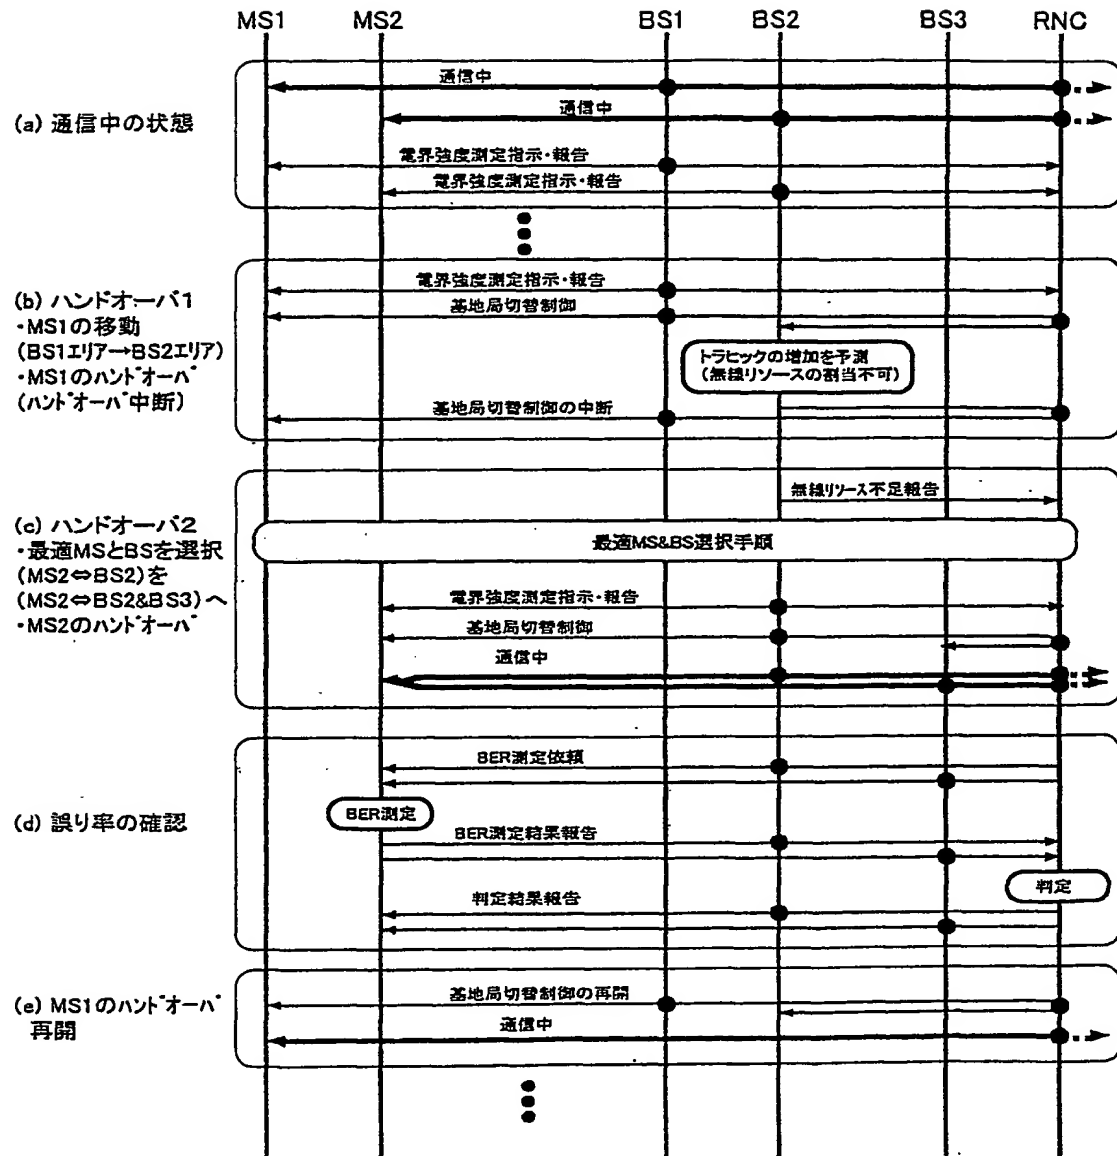 MS1 MS2 BS1 BS2 BS3 RNC
(a) 通信中の状態
通信中
通信中
電界強度測定指示・報告
電界強度測定指示・報告
(b) ハンドオーバ1
・MS1の移動
(BS1エリア→BS2エリア)
・MS1のハンドオーバ
(ハンドオーバ中断)
電界強度測定指示・報告
基地局切替制御
トラヒックの増加を予測
(無線リソースの割当不可)
基地局切替制御の中断
(c) ハンドオーバ2
・最適MSとBSを選択
(MS2⇔BS2)を
(MS2⇔BS2&BS3)へ
・MS2のハンドオーバ
無線リソース不足報告
最適MS&BS選択手順
電界強度測定指示・報告
基地局切替制御
通信中
(d) 誤り率の確認
BER測定依頼
BER測定
BER測定結果報告
判定
判定結果報告
(e) MS1のハンドオーバ
再開
基地局切替制御の再開
通信中